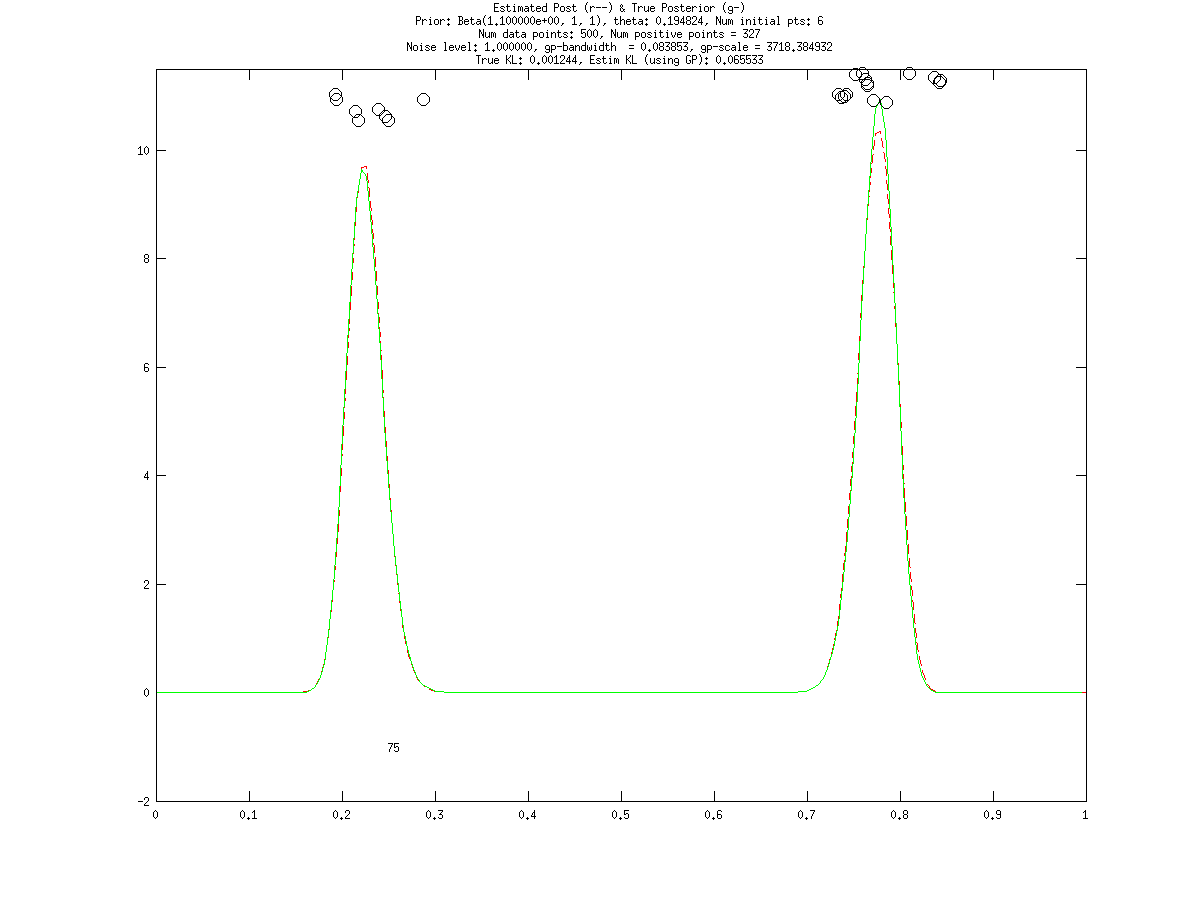 Estimated Post (r--) & True Posterior (g-)
Prior: Beta(1.100000e+00, 1, 1), theta: 0.194824, Num initial pts: 6
Num data points: 500, Num positive points = 327
Noise level: 1.000000, gp-bandwidth  = 0.083853, gp-scale = 3718.384932
True KL: 0.001244, Estim KL (using GP): 0.065533
10
8
6
4
2
0
75
-2
0 0.1 0.2 0.3 0.4 0.5 0.6 0.7 0.8 0.9 1